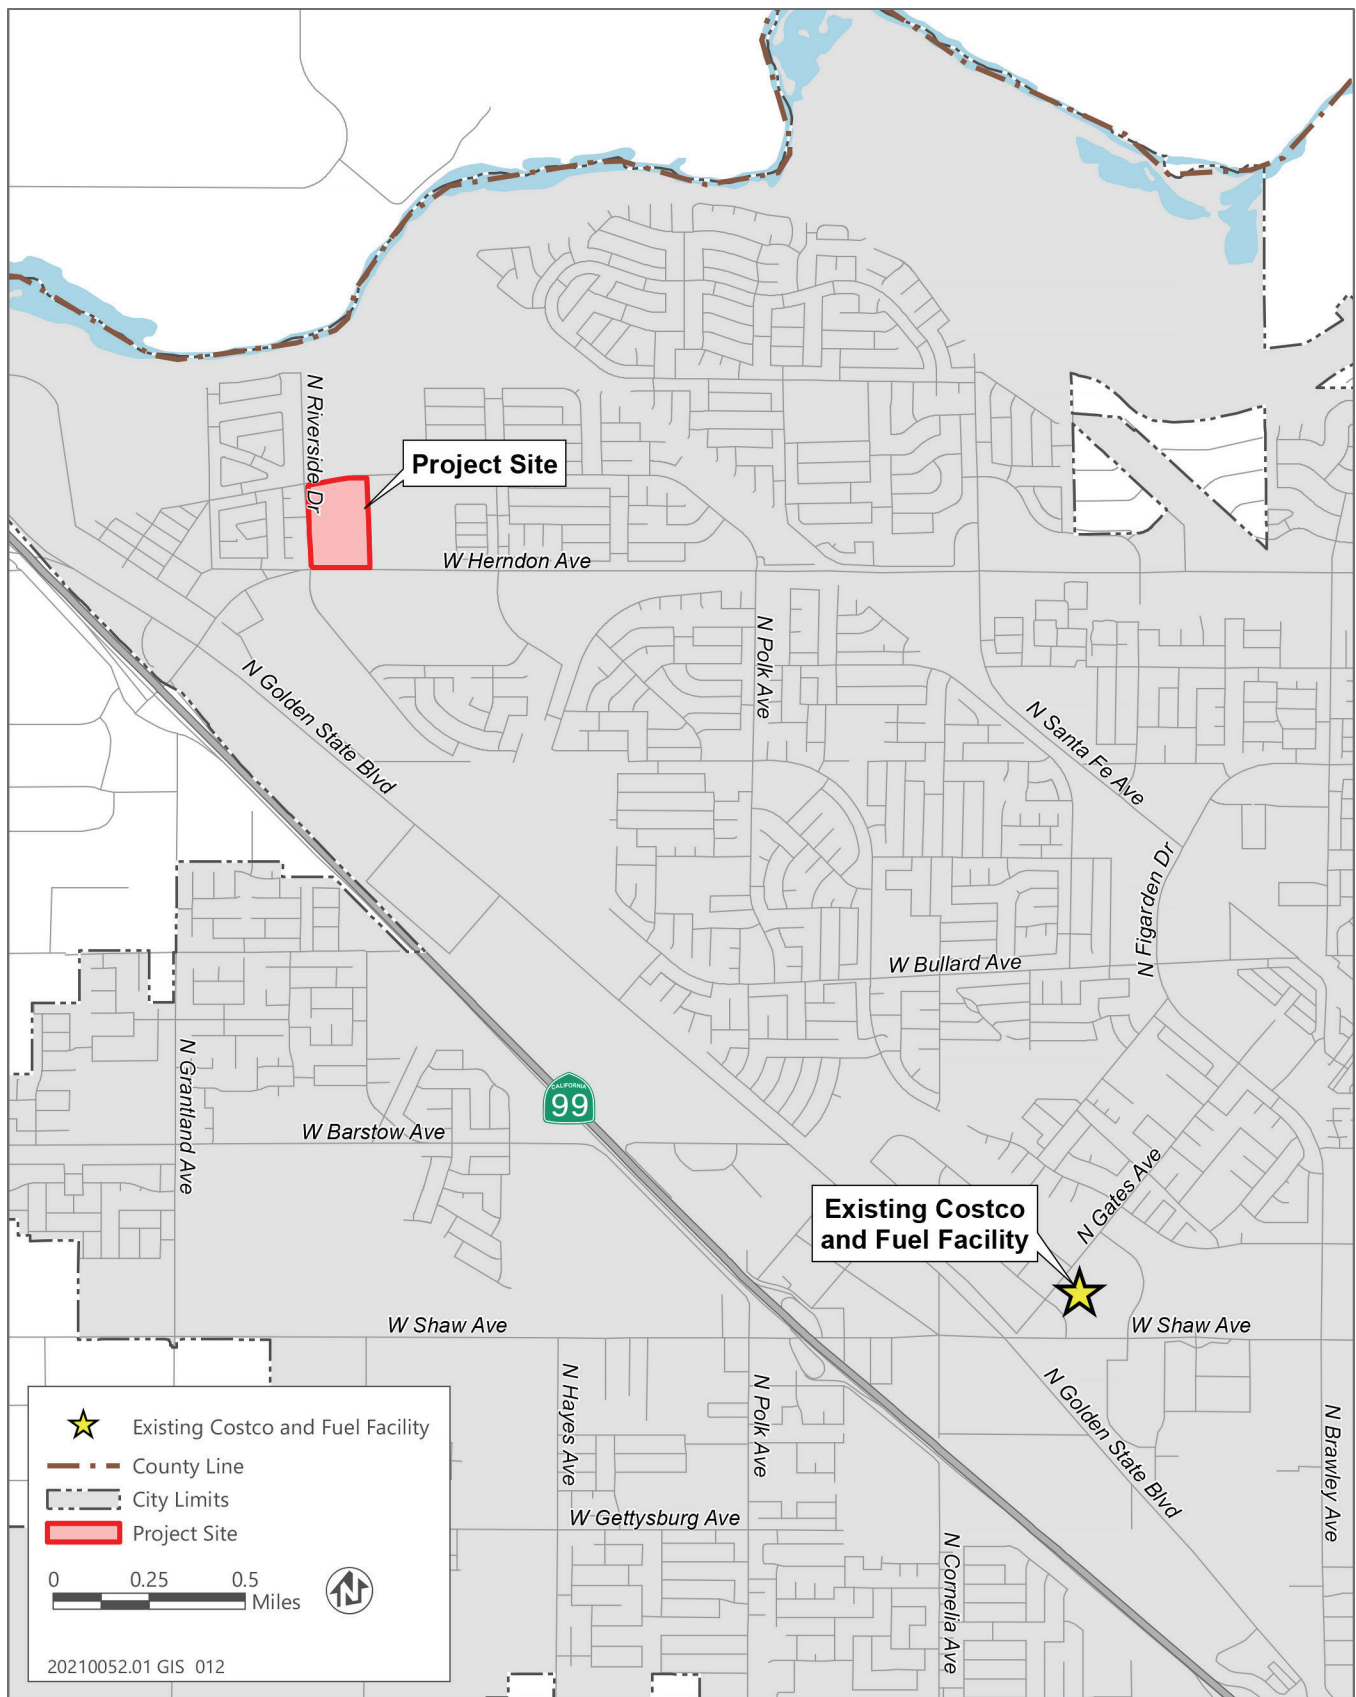 N Riverside Dr
Project Site
W Herndon Ave
N Polk Ave
N Golden State Blvd
N Santa Fe Ave
N Figarden Dr
W Bullard Ave
N Grantland Ave
CALIFORNIA
99
W Barstow Ave
N Gates Ave
Existing Costco
and Fuel Facility
W Shaw Ave
W Shaw Ave
N Hayes Ave
N Polk Ave
N Golden State Blvd
N Brawley Ave
W Gettysburg Ave
N Cornelia Ave
Existing Costco and Fuel Facility
County Line
City Limits
Project Site
0 0.25 0.5
Miles
N
20210052.01 GIS 012